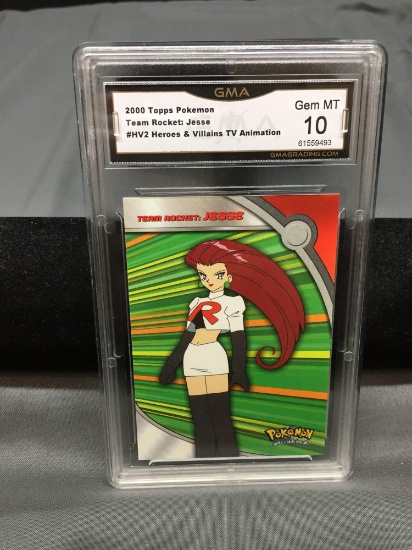 GMA
2000 Topps Pokemon
Team Rocket: Jesse
#HV2 Heroes & Villains TV Animation
Gem MT
10
61559493
GMAGRADING.COM
TEAM ROCKET: JESSE
R
POKéMON